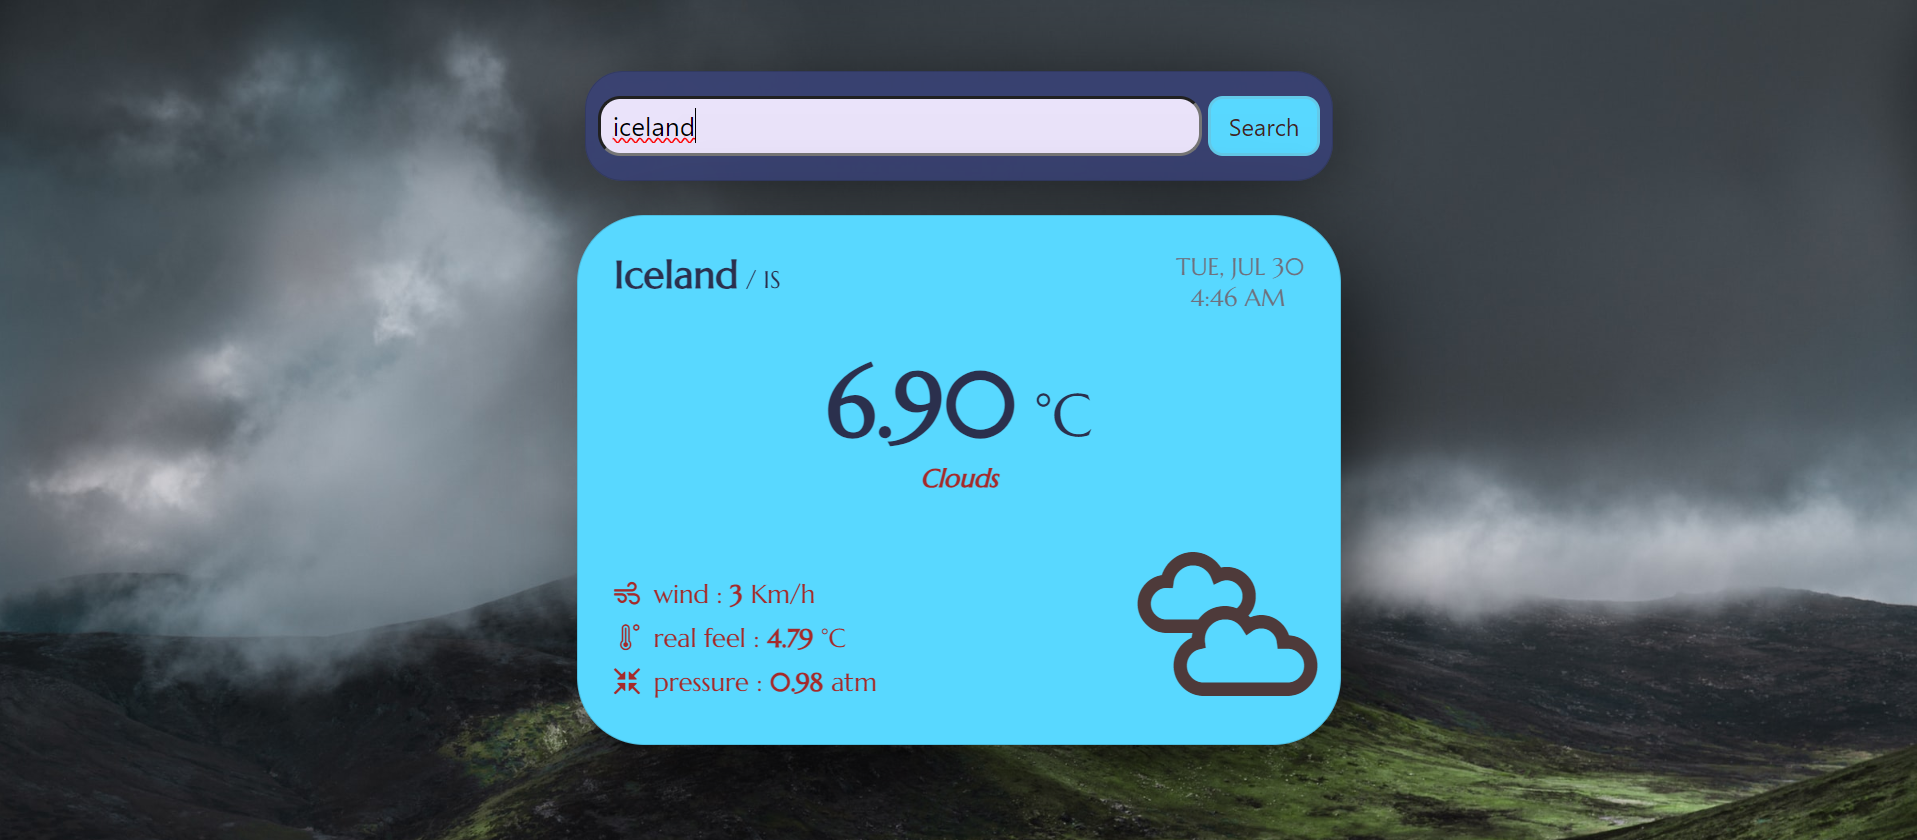 iceland
Search
Iceland / IS
TUE, JUL 30
4:46 AM
6.90 °C
Clouds
wind : 3 Km/h
real feel : 4.79 °C
pressure : 0.98 atm